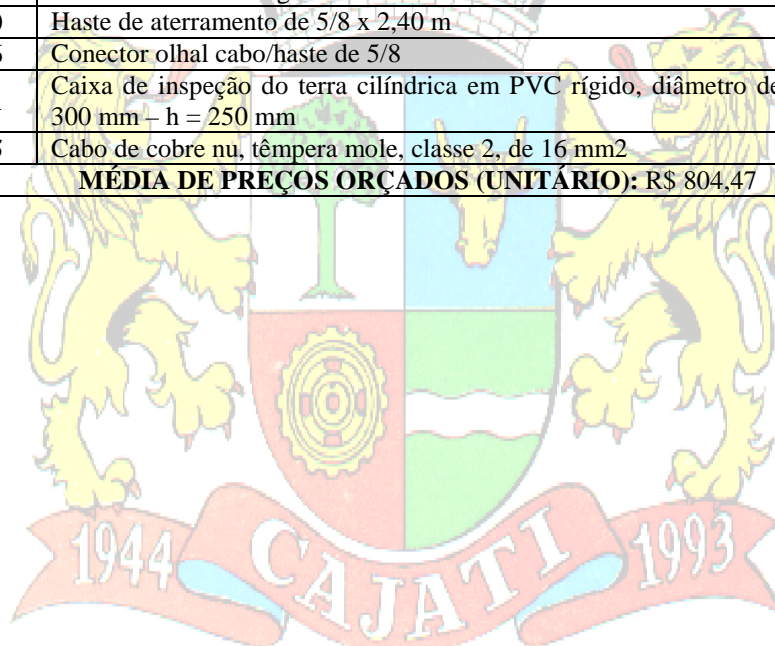 Haste de aterramento de 5/8 x 2,40 m
Conector olhal cabo/haste de 5/8
Caixa de inspeção do terra cilíndrica em PVC rígido, diâmetro de
300 mm – h = 250 mm
Cabo de cobre nu, têmpera mole, classe 2, de 16 mm2
MÉDIA DE PREÇOS ORÇADOS (UNITÁRIO): R$ 804,47
1944 CAJATI 1993